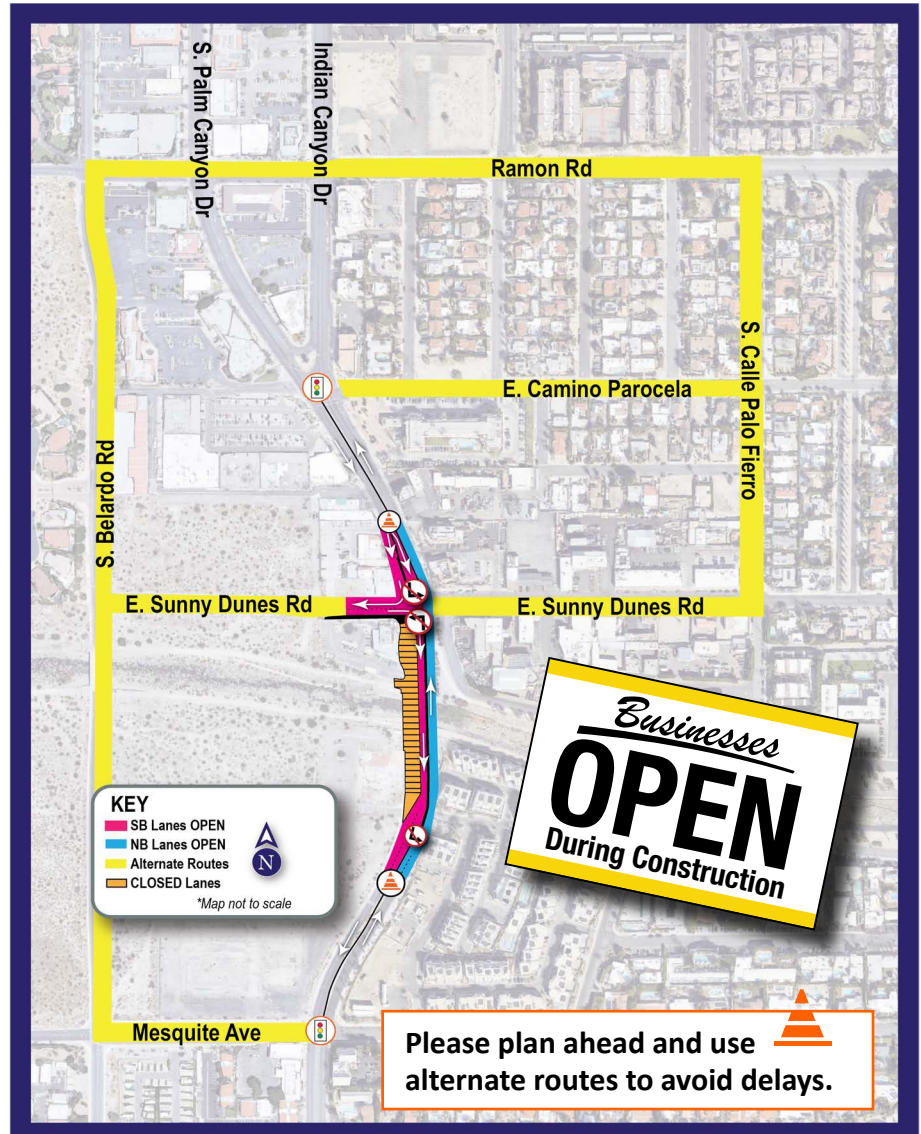 S. Palm Canyon Dr
Indian Canyon Dr
Ramon Rd
S. Calle Palo Fierro
E. Camino Parocela
S. Belardo Rd
E. Sunny Dunes Rd
E. Sunny Dunes Rd
Businesses
OPEN
During Construction
KEY
SB Lanes OPEN
NB Lanes OPEN
Alternate Routes
CLOSED Lanes
N
*Map not to scale
Mesquite Ave
Please plan ahead and use
alternate routes to avoid delays.